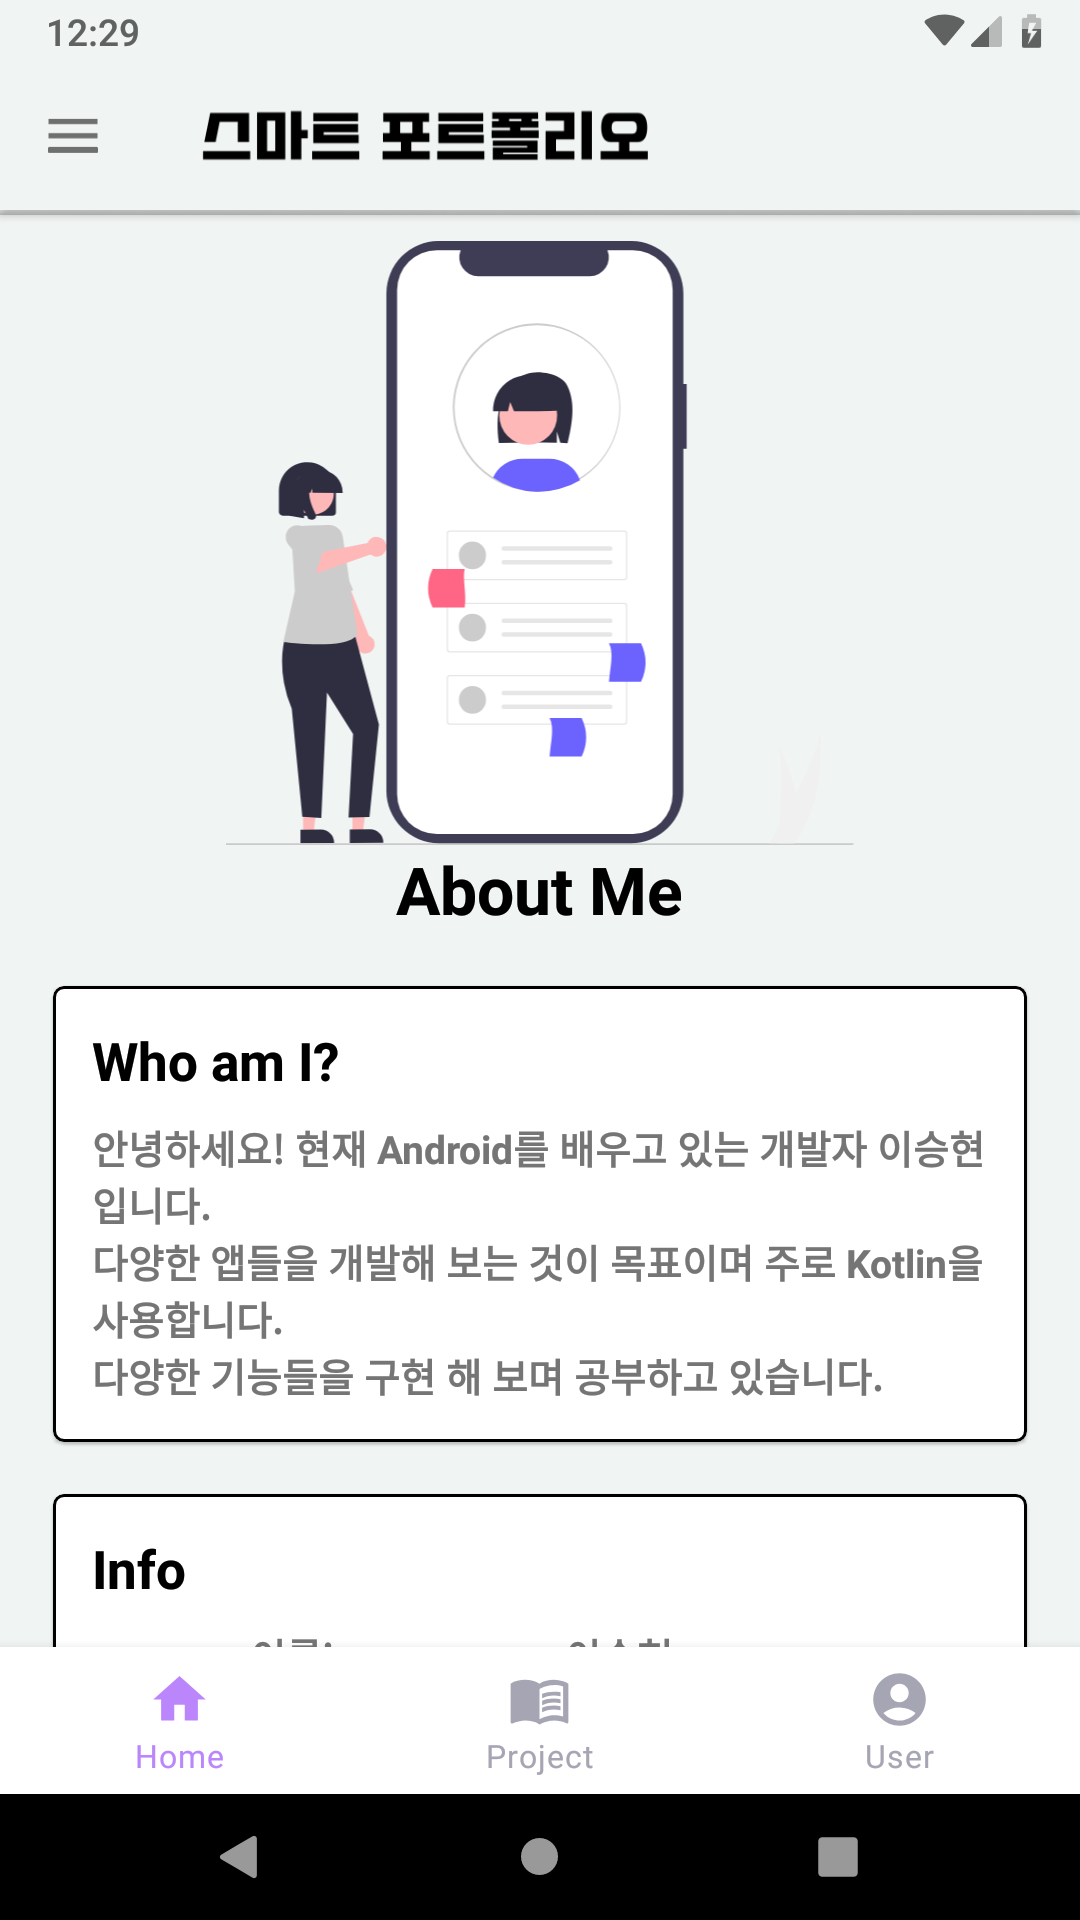 12:29
스마트 포트폴리오
About Me
Who am I?
안녕하세요! 현재 Android를 배우고 있는 개발자 이승현
입니다.
다양한 앱들을 개발해 보는 것이 목표이며 주로 Kotlin을
사용합니다.
다양한 기능들을 구현 해 보며 공부하고 있습니다.
Info
Home
Project
User